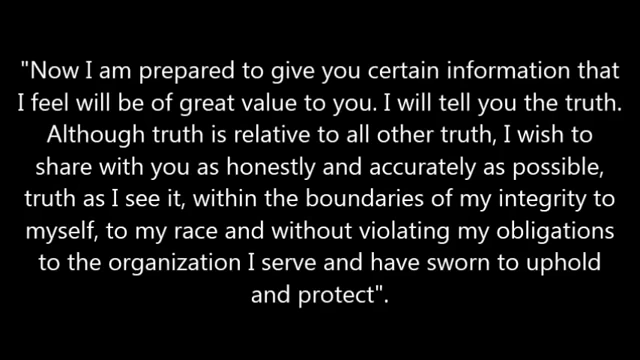 "Now I am prepared to give you certain information that
I feel will be of great value to you. I will tell you the truth.
Although truth is relative to all other truth, I wish to
share with you as honestly and accurately as possible,
truth as I see it, within the boundaries of my integrity to
myself, to my race and without violating my obligations
to the organization I serve and have sworn to uphold
and protect".